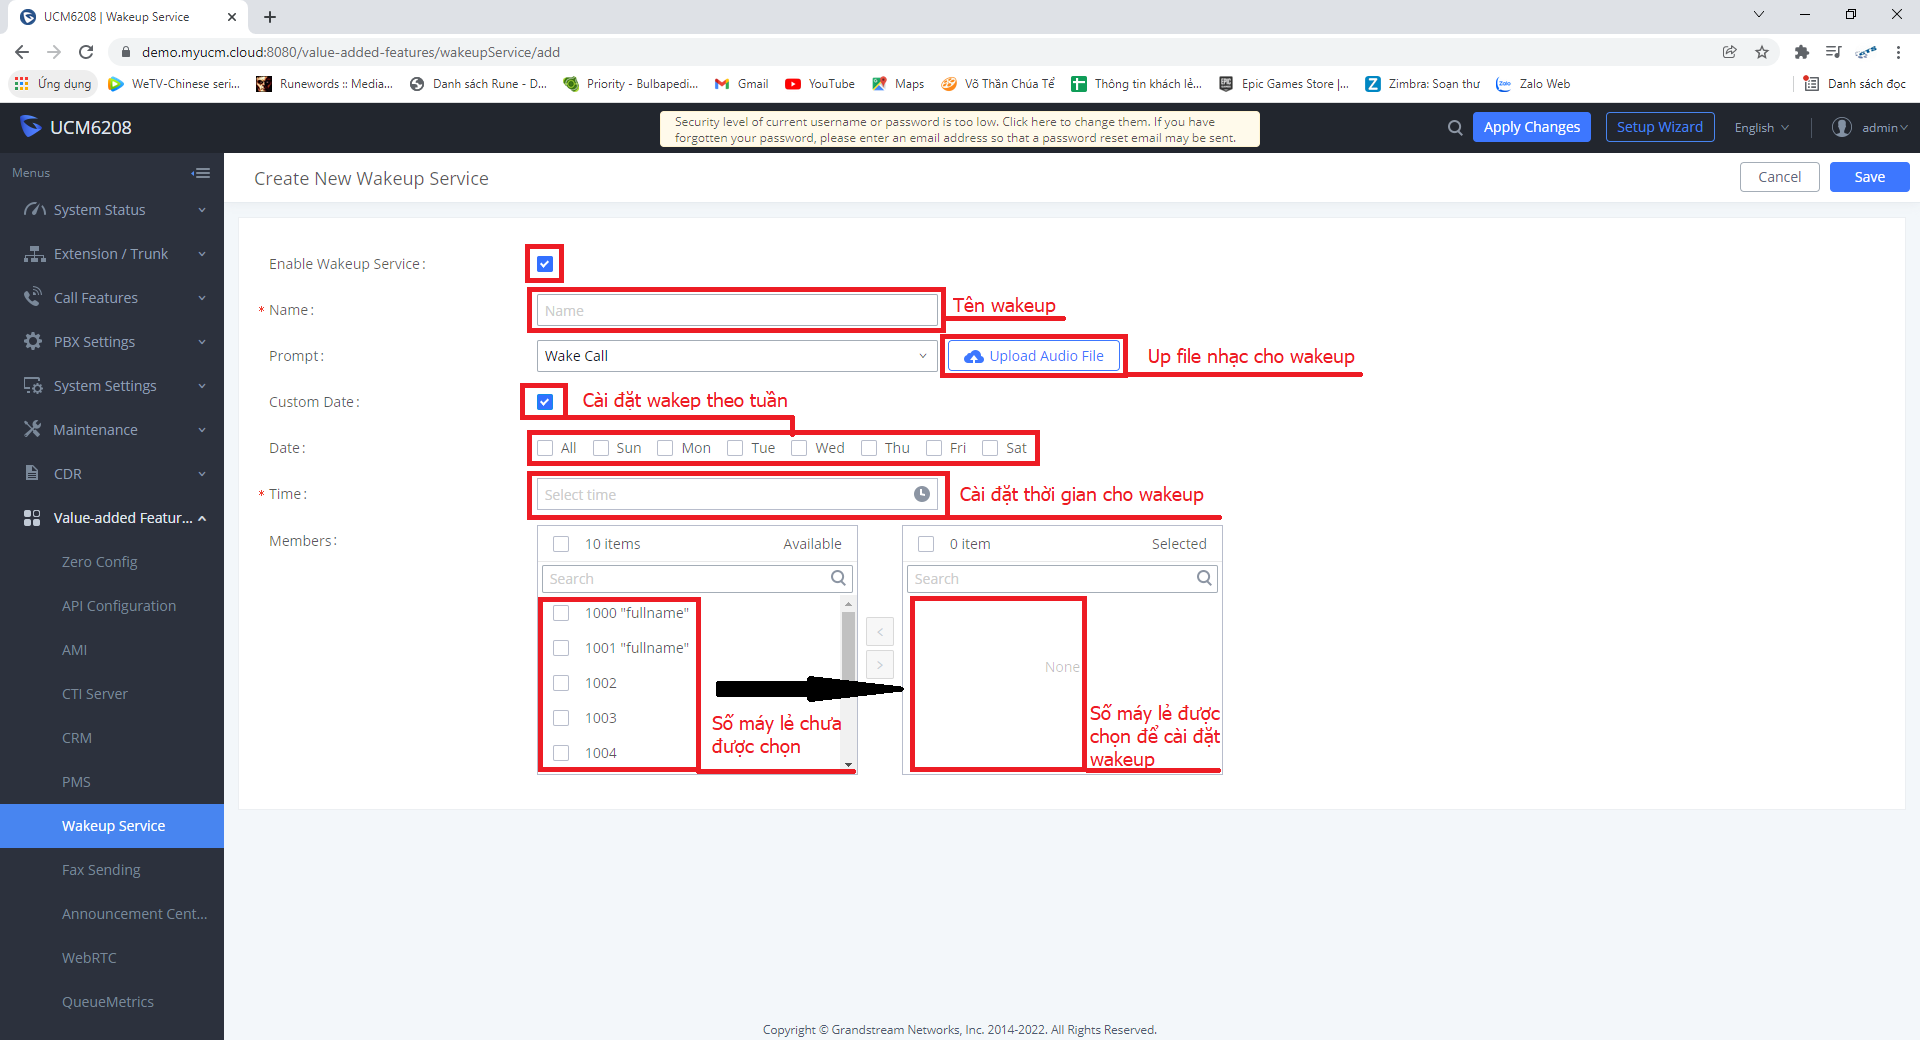 UCM6208 | Wakeup Service
demo.myucm.cloud:8080/value-added-features/wakeupService/add
Ứng dụng WeTV-Chinese seri... Runewords :: Media... Danh sách Rune - D... Priority - Bulbapedi... Gmail YouTube Maps Võ Thần Chúa Tể Thông tin khách lẻ... Epic Games Store |... Zimbra: Soạn thư Zalo Web Danh sách đọc
UCM6208
Security level of current username or password is too low. Click here to change them. If you have
forgotten your password, please enter an email address so that a password reset email may be sent.
Apply Changes Setup Wizard English admin
Menus
System Status
Extension / Trunk
Call Features
PBX Settings
System Settings
Maintenance
CDR
Value-added Featur...
Zero Config
API Configuration
AMI
CTI Server
CRM
PMS
Wakeup Service
Fax Sending
Announcement Cent...
WebRTC
QueueMetrics
Create New Wakeup Service
Cancel Save
Enable Wakeup Service:
* Name: Name Tên wakeup
Prompt: Wake Call Upload Audio File Up file nhạc cho wakeup
Custom Date: Cài đặt wakep theo tuần
Date: All Sun Mon Tue Wed Thu Fri Sat
* Time: Select time Cài đặt thời gian cho wakeup
Members:
10 items Available
Search
1000 "fullname"
1001 "fullname"
1002
1003
1004
Số máy lẻ chưa
được chọn
<
>
0 item Selected
Search
None
Số máy lẻ được
chọn để cài đặt
wakeup
Copyright © Grandstream Networks, Inc. 2014-2022. All Rights Reserved.